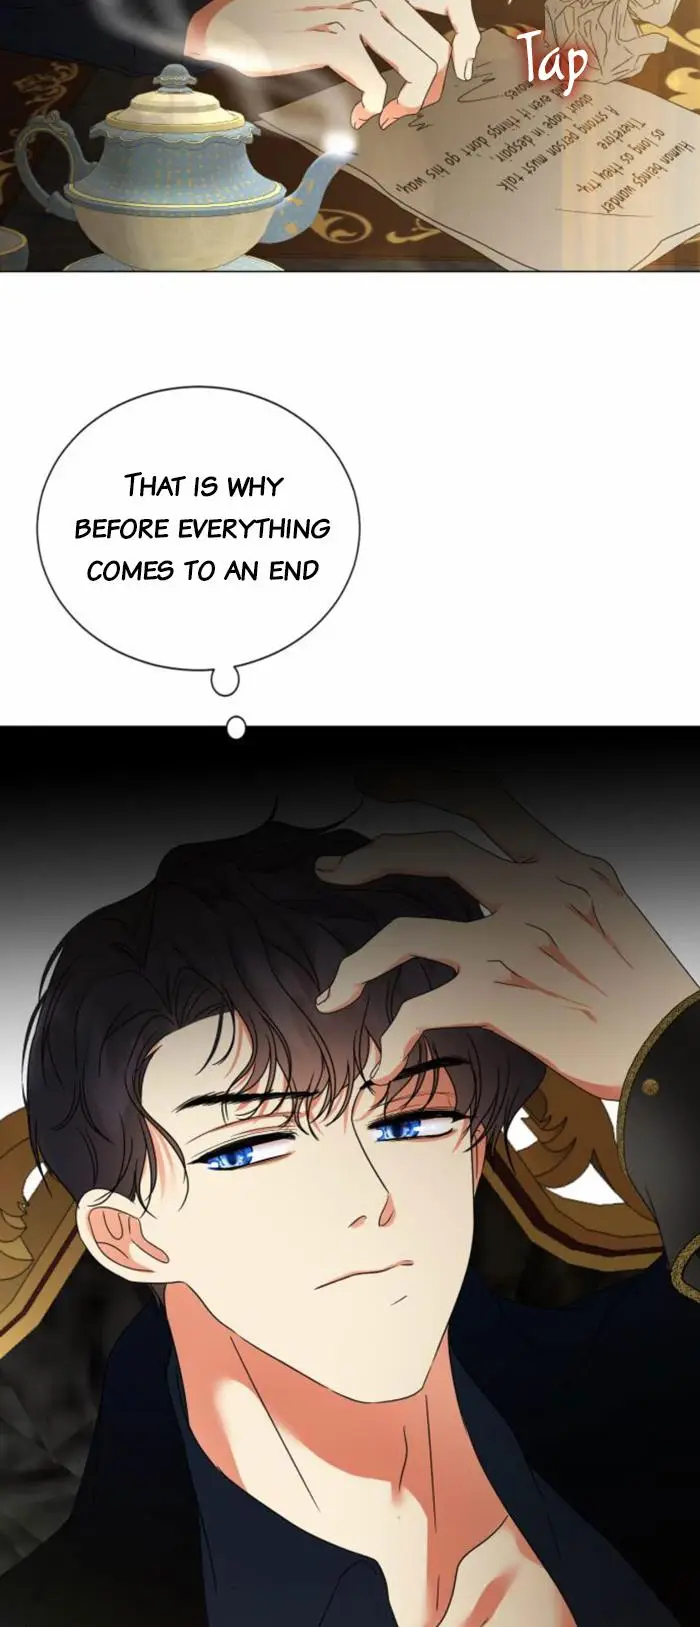 Tap
Human beings wander
as long as they try,
Therefore
A strong person must talk
about hope in despair
and even if things don't go his way,
moves
THAT IS WHY
BEFORE EVERYTHING
COMES TO AN END